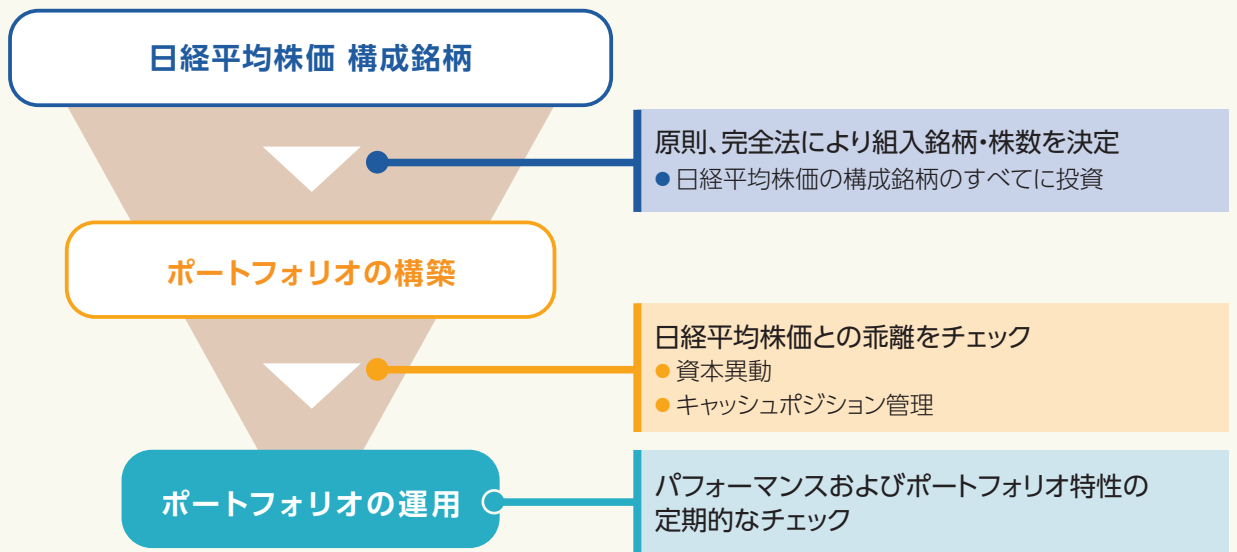 日経平均株価 構成銘柄
原則、完全法により組入銘柄・株数を決定
● 日経平均株価の構成銘柄のすべてに投資
ポートフォリオの構築
日経平均株価との乖離をチェック
● 資本異動
● キャッシュポジション管理
ポートフォリオの運用
パフォーマンスおよびポートフォリオ特性の
定期的なチェック